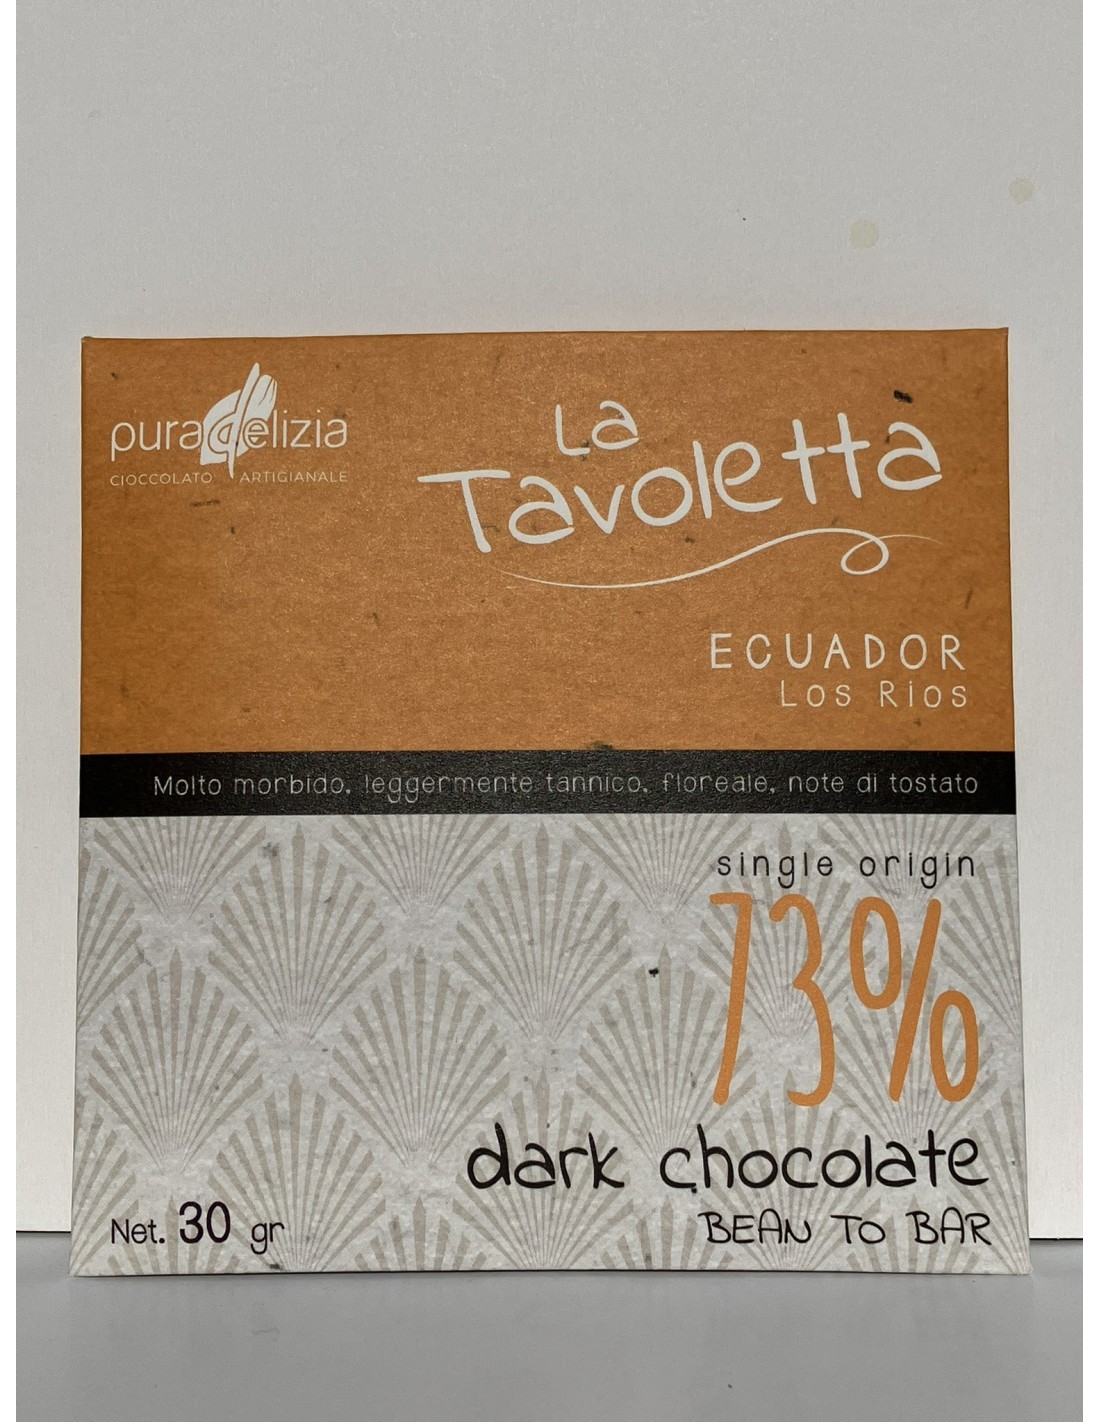 puradelizia
CIOCCOLATO ARTIGIANALE
La
Tavoletta
ECUADOR
Los Rios
Molto morbido, leggermente tannico, floreale, note di tostato
single origin
73%
dark chocolate
BEAN TO BAR
Net. 30 gr